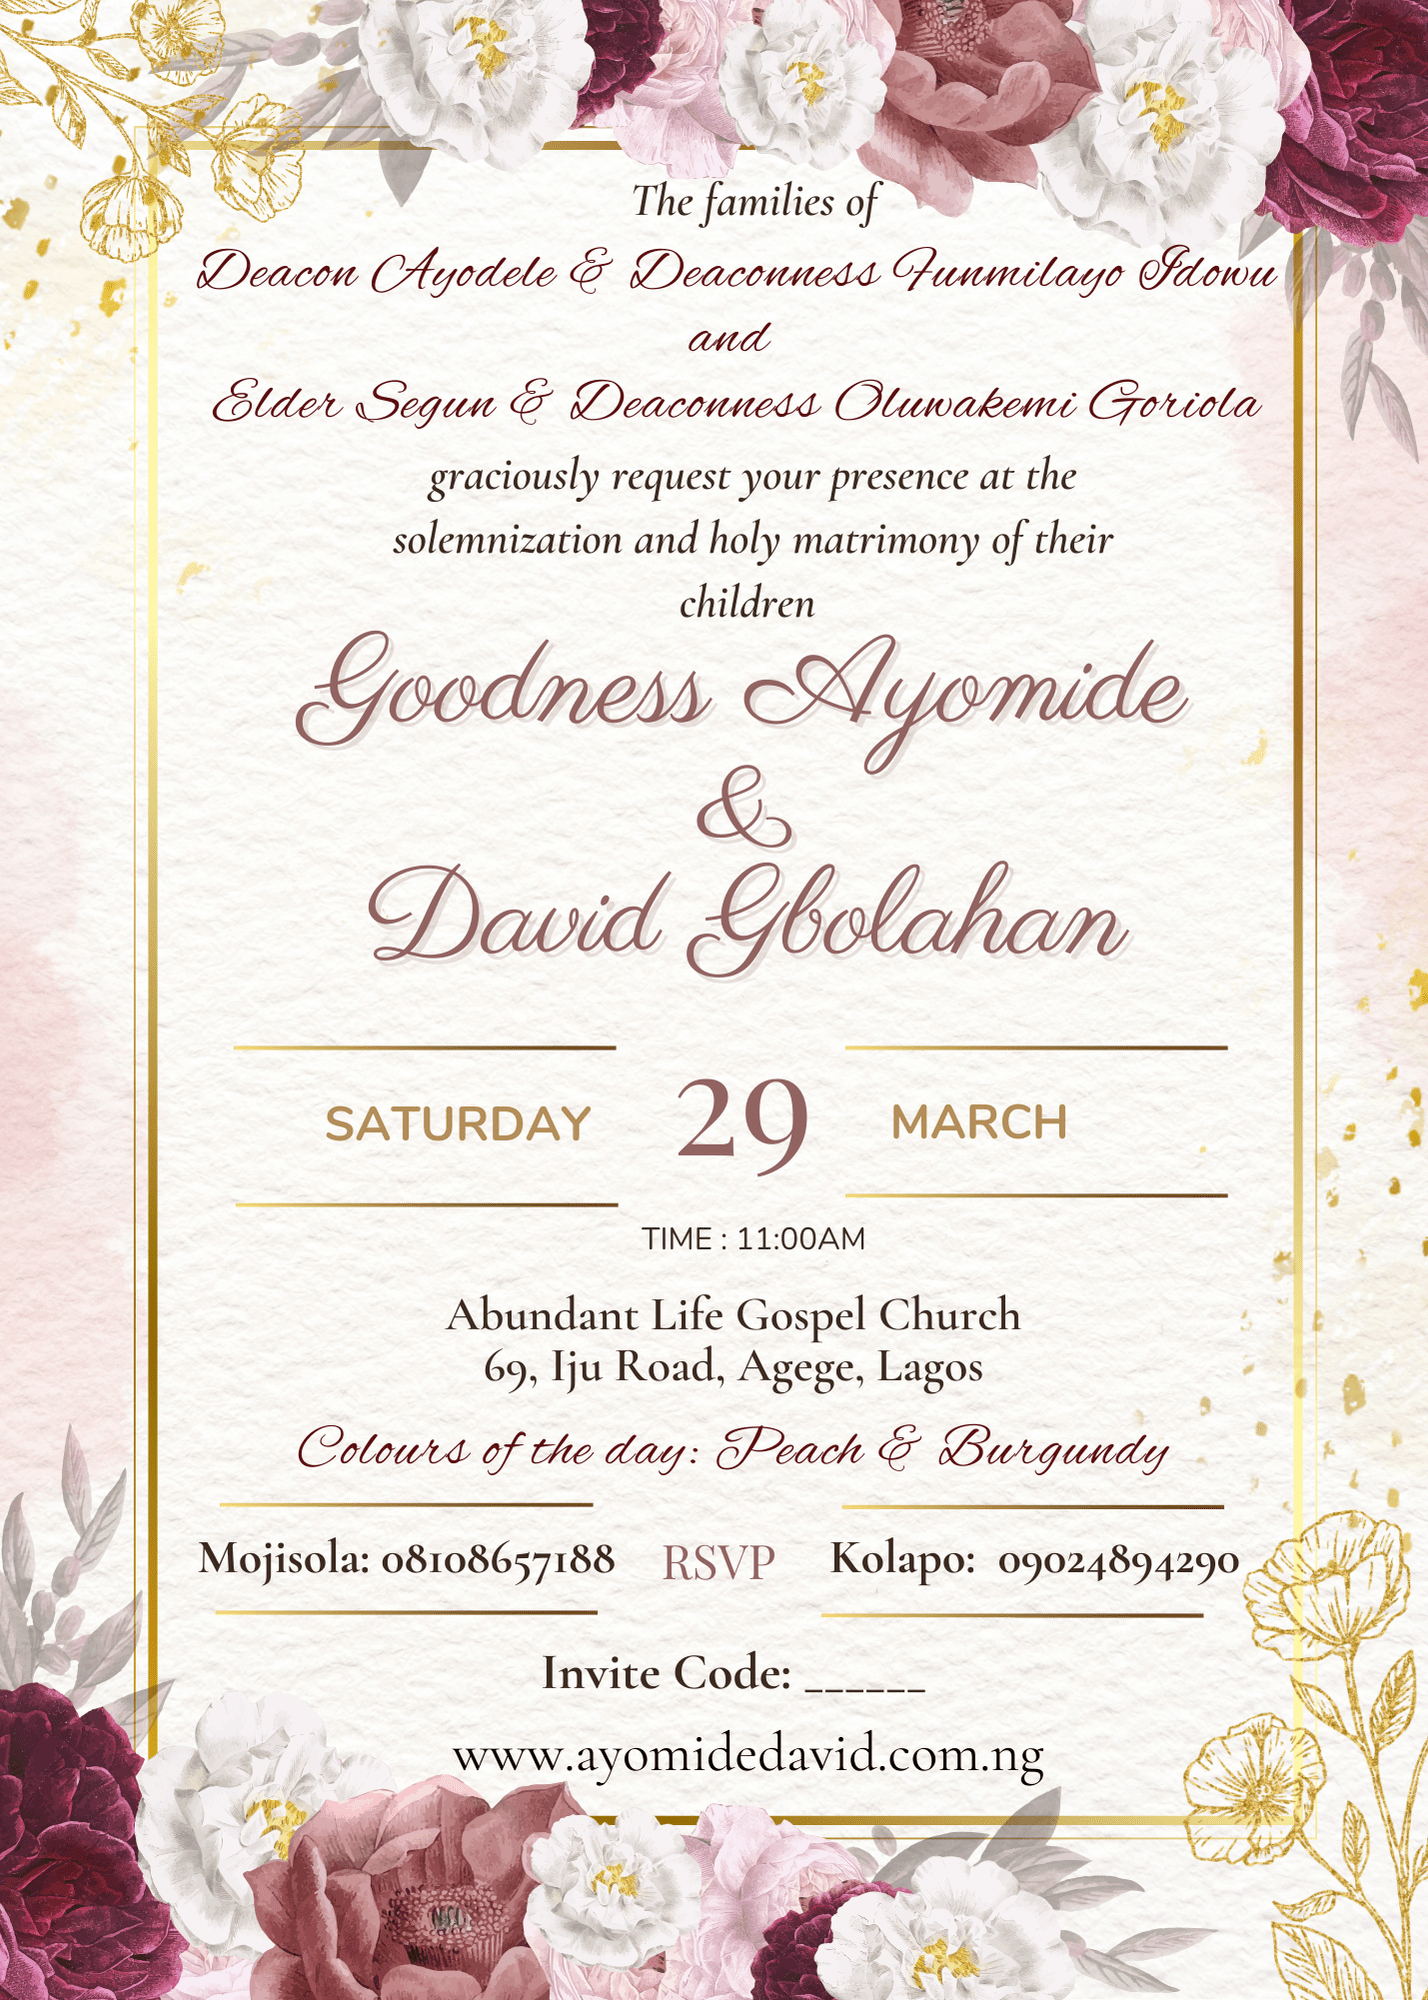 The families of
Deacon Ayodele & Deaconness Funmilayo Idowu
and
Elder Segun & Deaconness Oluwakemi Goriola
graciously request your presence at the
solemnization and holy matrimony of their
children
Goodness Ayomide
&
David Gbolahan
SATURDAY 29 MARCH
TIME : 11:00AM
Abundant Life Gospel Church
69, Iju Road, Agege, Lagos
Colours of the day: Peach & Burgundy
Mojisola: 08108657188 RSVP Kolapo: 09024894290
Invite Code: ______
www.ayomidedavid.com.ng